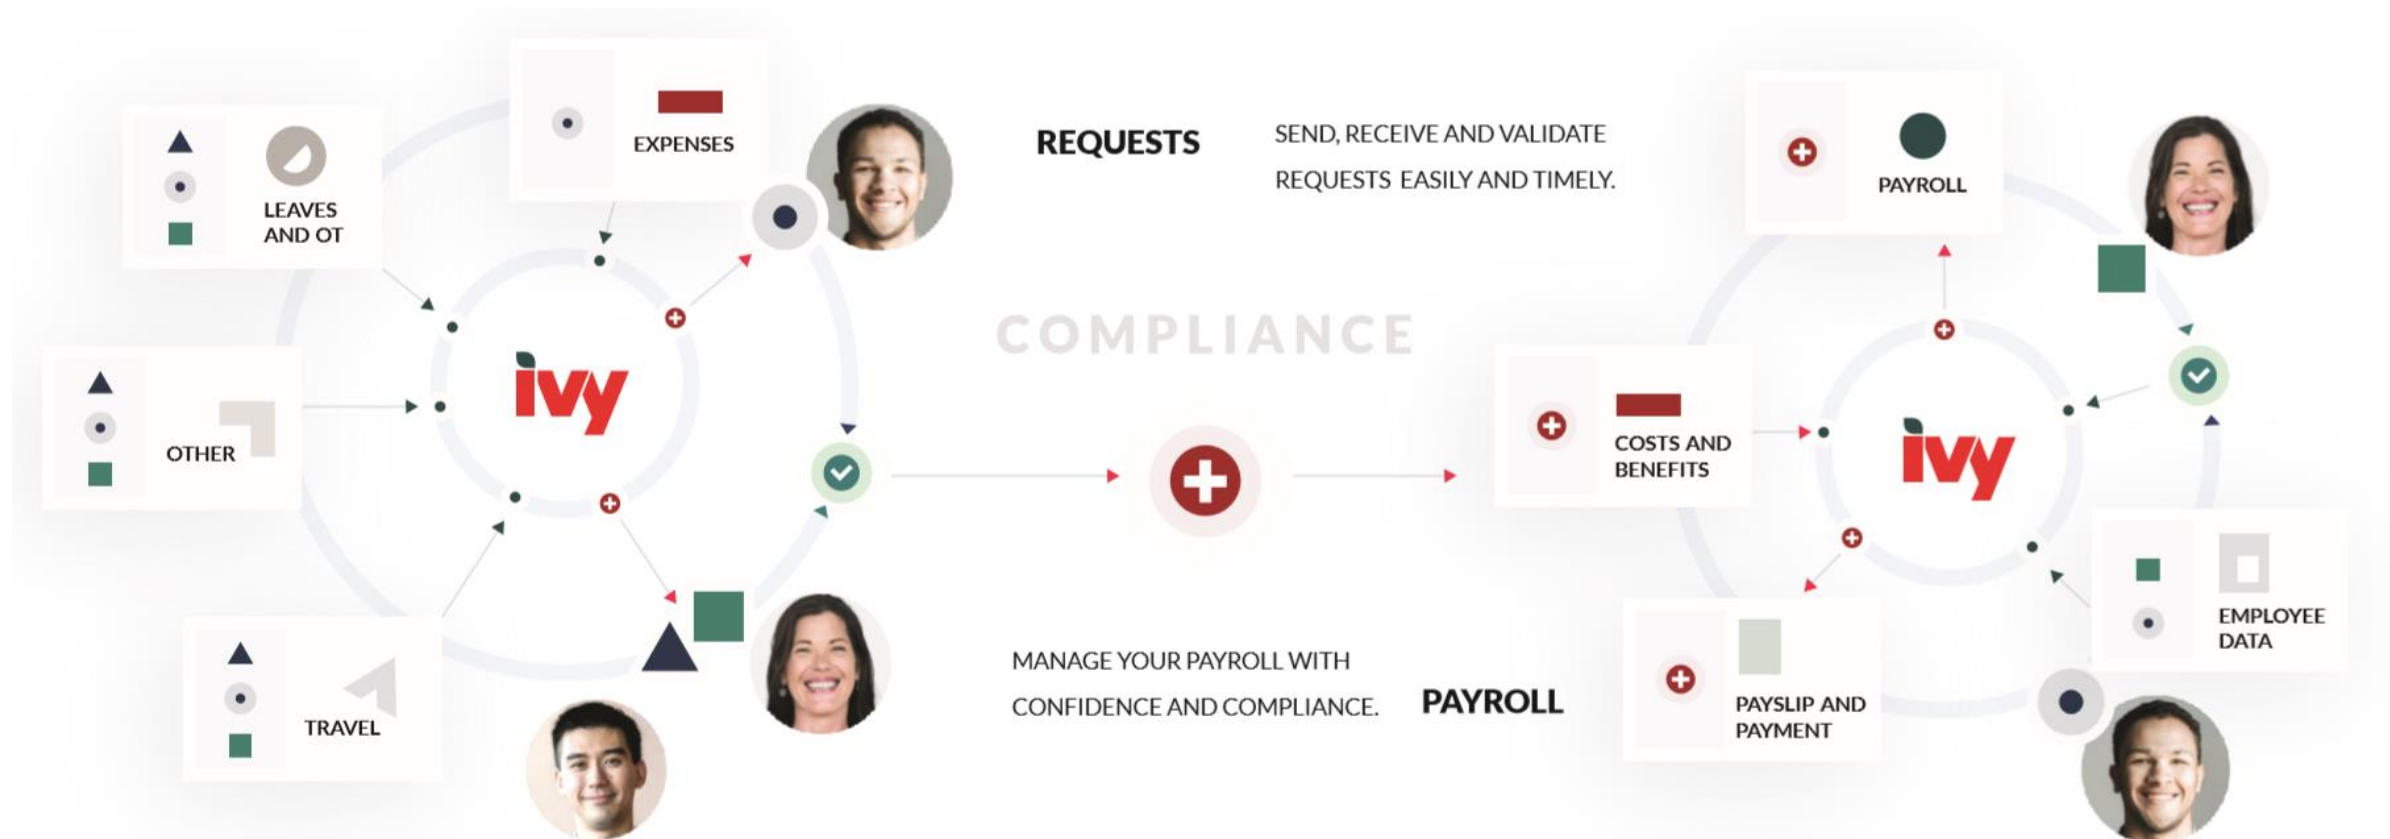 EXPENSES
LEAVES
AND OT
OTHER
TRAVEL
ivy
REQUESTS
SEND, RECEIVE AND VALIDATE
REQUESTS EASILY AND TIMELY.
COMPLIANCE
MANAGE YOUR PAYROLL WITH
CONFIDENCE AND COMPLIANCE.
PAYROLL
PAYROLL
COSTS AND
BENEFITS
ivy
EMPLOYEE
DATA
PAYSLIP AND
PAYMENT